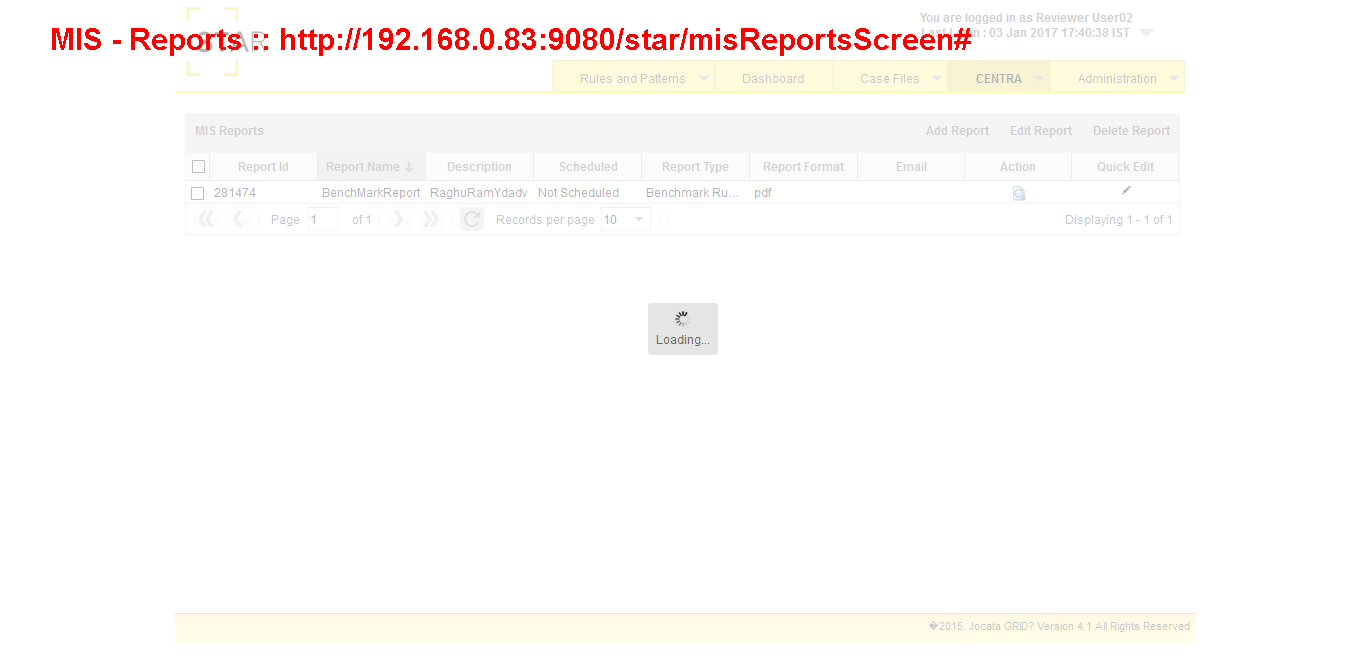 You are logged in as Reviewer User02
MIS - Reports :: http://192.168.0.83:9080/star/misReportsScreen#
STAR
Last Login : 03 Jan 2017 17:40:38 IST
Rules and Patterns Dashboard Case Files CENTRA Administration
MIS Reports Add Report Edit Report Delete Report
Report Id Report Name Description Scheduled Report Type Report Format Email Action Quick Edit
281474 BenchMarkReport RaghuRamYdadv Not Scheduled Benchmark Ru... pdf
Page 1 of 1 Records per page 10 Displaying 1 - 1 of 1
Loading...
�2015. Jocata GRID? Version 4.1 All Rights Reserved